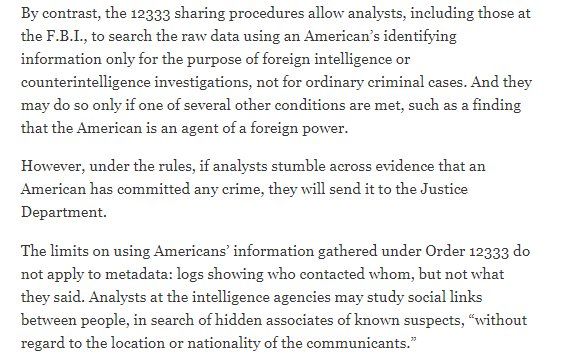 By contrast, the 12333 sharing procedures allow analysts, including those at
the F.B.I., to search the raw data using an American’s identifying
information only for the purpose of foreign intelligence or
counterintelligence investigations, not for ordinary criminal cases. And they
may do so only if one of several other conditions are met, such as a finding
that the American is an agent of a foreign power.
However, under the rules, if analysts stumble across evidence that an
American has committed any crime, they will send it to the Justice
Department.
The limits on using Americans’ information gathered under Order 12333 do
not apply to metadata: logs showing who contacted whom, but not what
they said. Analysts at the intelligence agencies may study social links
between people, in search of hidden associates of known suspects, “without
regard to the location or nationality of the communicants.”